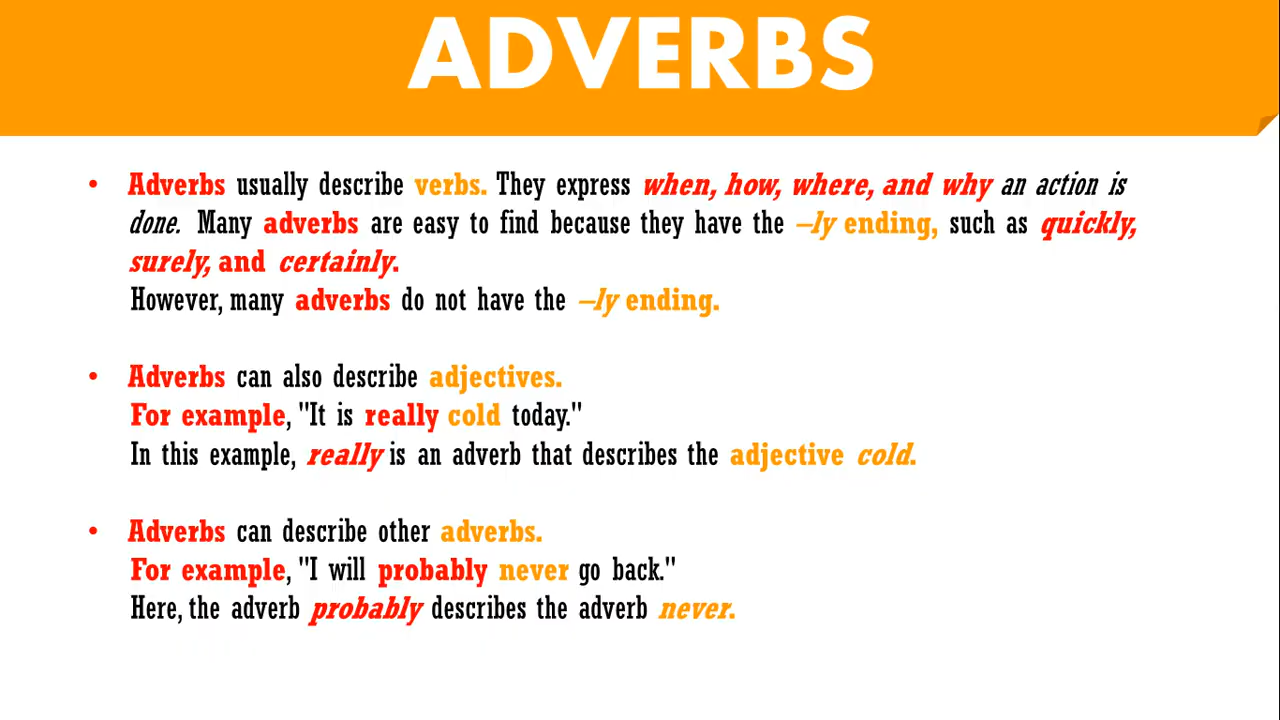 ADVERBS
• Adverbs usually describe verbs. They express when, how, where, and why an action is
done. Many adverbs are easy to find because they have the –ly ending, such as quickly,
surely, and certainly.
However, many adverbs do not have the –ly ending.
• Adverbs can also describe adjectives.
For example, "It is really cold today."
In this example, really is an adverb that describes the adjective cold.
• Adverbs can describe other adverbs.
For example, "I will probably never go back."
Here, the adverb probably describes the adverb never.